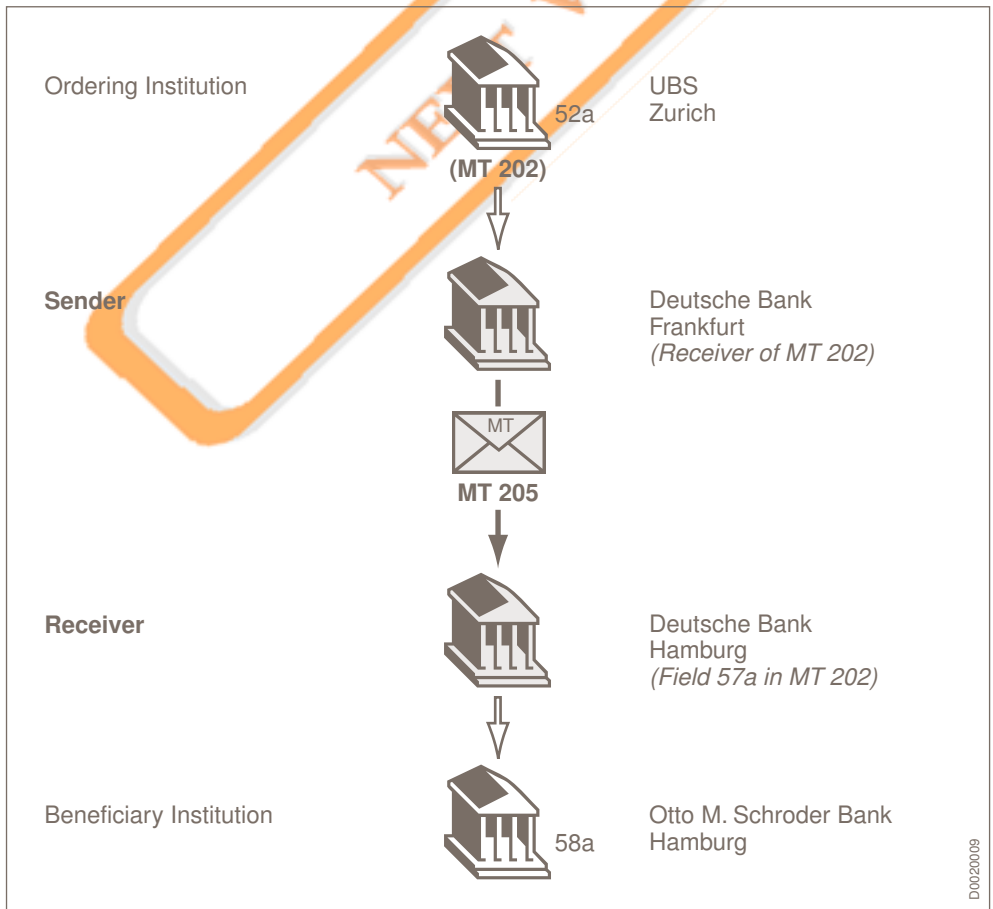 Ordering Institution
52a
UBS
Zurich
(MT 202)
Sender
Deutsche Bank
Frankfurt
(Receiver of MT 202)
MT
MT 205
Receiver
Deutsche Bank
Hamburg
(Field 57a in MT 202)
Beneficiary Institution
58a
Otto M. Schroder Bank
Hamburg
D0020009